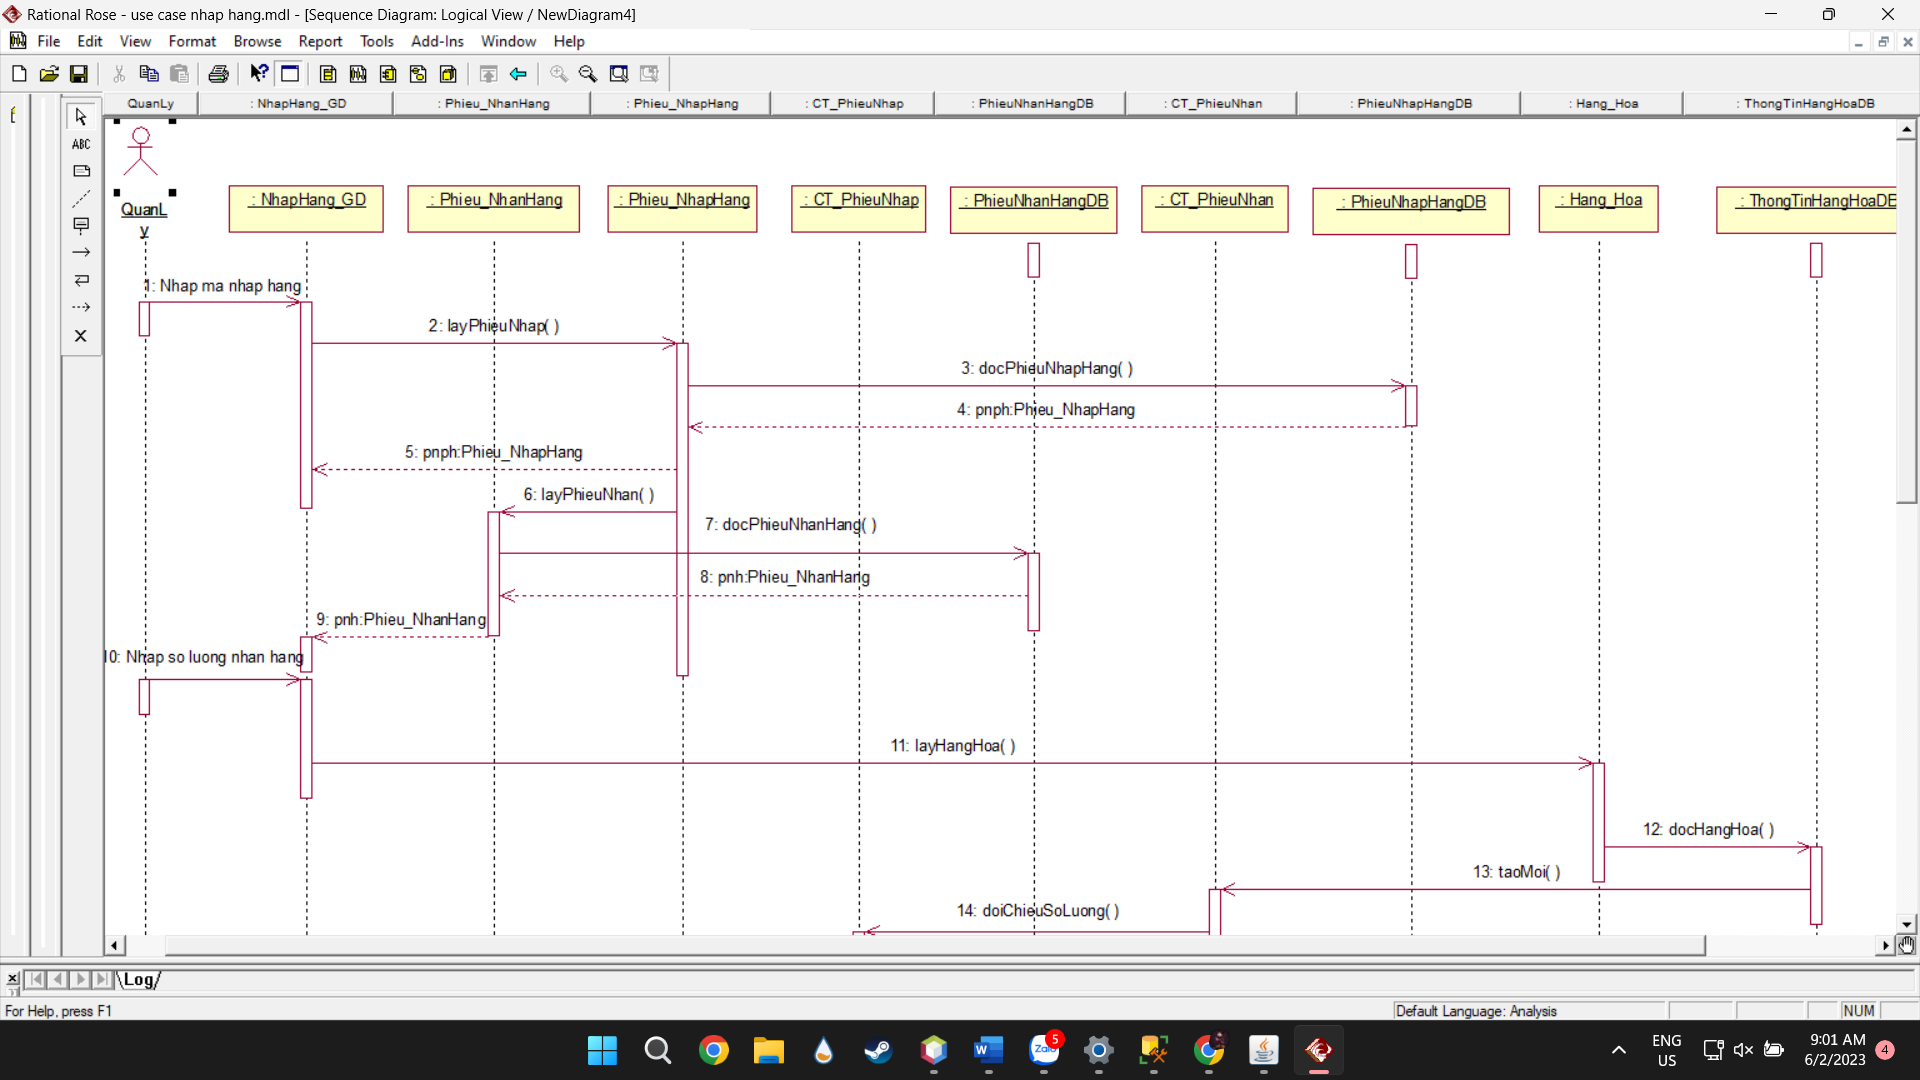 Rational Rose - use case nhap hang.mdl - [Sequence Diagram: Logical View / NewDiagram4]
File Edit View Format Browse Report Tools Add-Ins Window Help
QuanLy : NhapHang_GD : Phieu_NhanHang : Phieu_NhapHang : CT_PhieuNhap : PhieuNhanHangDB : CT_PhieuNhan : PhieuNhapHangDB : Hang_Hoa : ThongTinHangHoaDB
ABC
QuanL
y
: NhapHang_GD
: Phieu_NhanHang
: Phieu_NhapHang
: CT_PhieuNhap
: PhieuNhanHangDB
: CT_PhieuNhan
: PhieuNhapHangDB
: Hang_Hoa
: ThongTinHangHoaDB
1: Nhap ma nhap hang
2: layPhieuNhap( )
3: docPhieuNhapHang( )
4: pnph:Phieu_NhapHang
5: pnph:Phieu_NhapHang
6: layPhieuNhan( )
7: docPhieuNhanHang( )
8: pnh:Phieu_NhanHang
9: pnh:Phieu_NhanHang
10: Nhap so luong nhan hang
11: layHangHoa( )
12: docHangHoa( )
13: taoMoi( )
14: doiChieuSoLuong( )
Log
For Help, press F1
Default Language: Analysis
NUM
Zalo
5
W
ENG
US
9:01 AM
6/2/2023
4